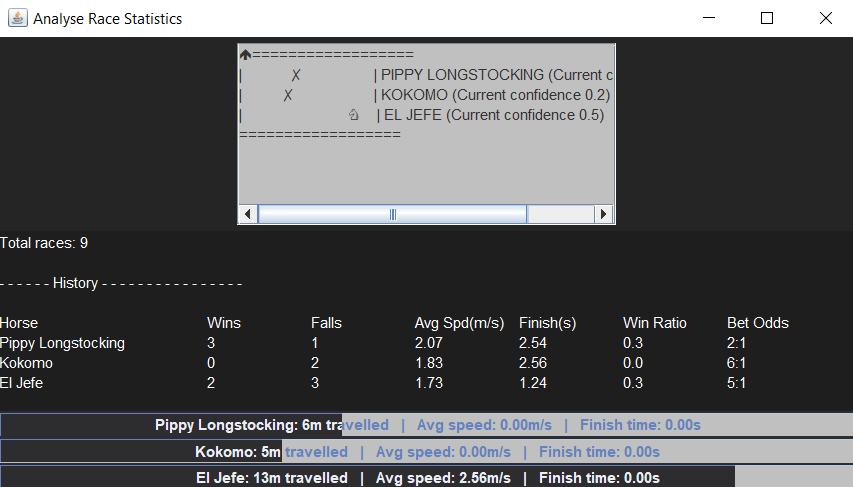 Analyse Race Statistics
==================
| X | PIPPY LONGSTOCKING (Current c
| X | KOKOMO (Current confidence 0.2)
| ♘ | EL JEFE (Current confidence 0.5)
==================
Total races: 9
- - - - - - History - - - - - - - - - - - - - - - -
Horse Wins Falls Avg Spd(m/s) Finish(s) Win Ratio Bet Odds
Pippy Longstocking 3 1 2.07 2.54 0.3 2:1
Kokomo 0 2 1.83 2.56 0.0 6:1
El Jefe 2 3 1.73 1.24 0.3 5:1
Pippy Longstocking: 6m travelled | Avg speed: 0.00m/s | Finish time: 0.00s
Kokomo: 5m travelled | Avg speed: 0.00m/s | Finish time: 0.00s
El Jefe: 13m travelled | Avg speed: 2.56m/s | Finish time: 0.00s